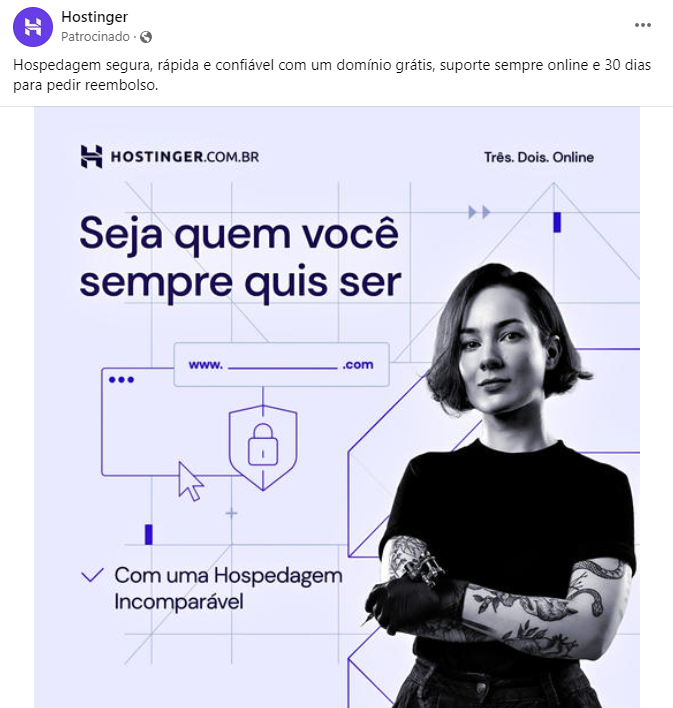 Hostinger
Patrocinado ·
Hospedagem segura, rápida e confiável com um domínio grátis, suporte sempre online e 30 dias
para pedir reembolso.
HOSTINGER.COM.BR
Três. Dois. Online
Seja quem você
sempre quis ser
www. ________________ .com
Com uma Hospedagem
Incomparável